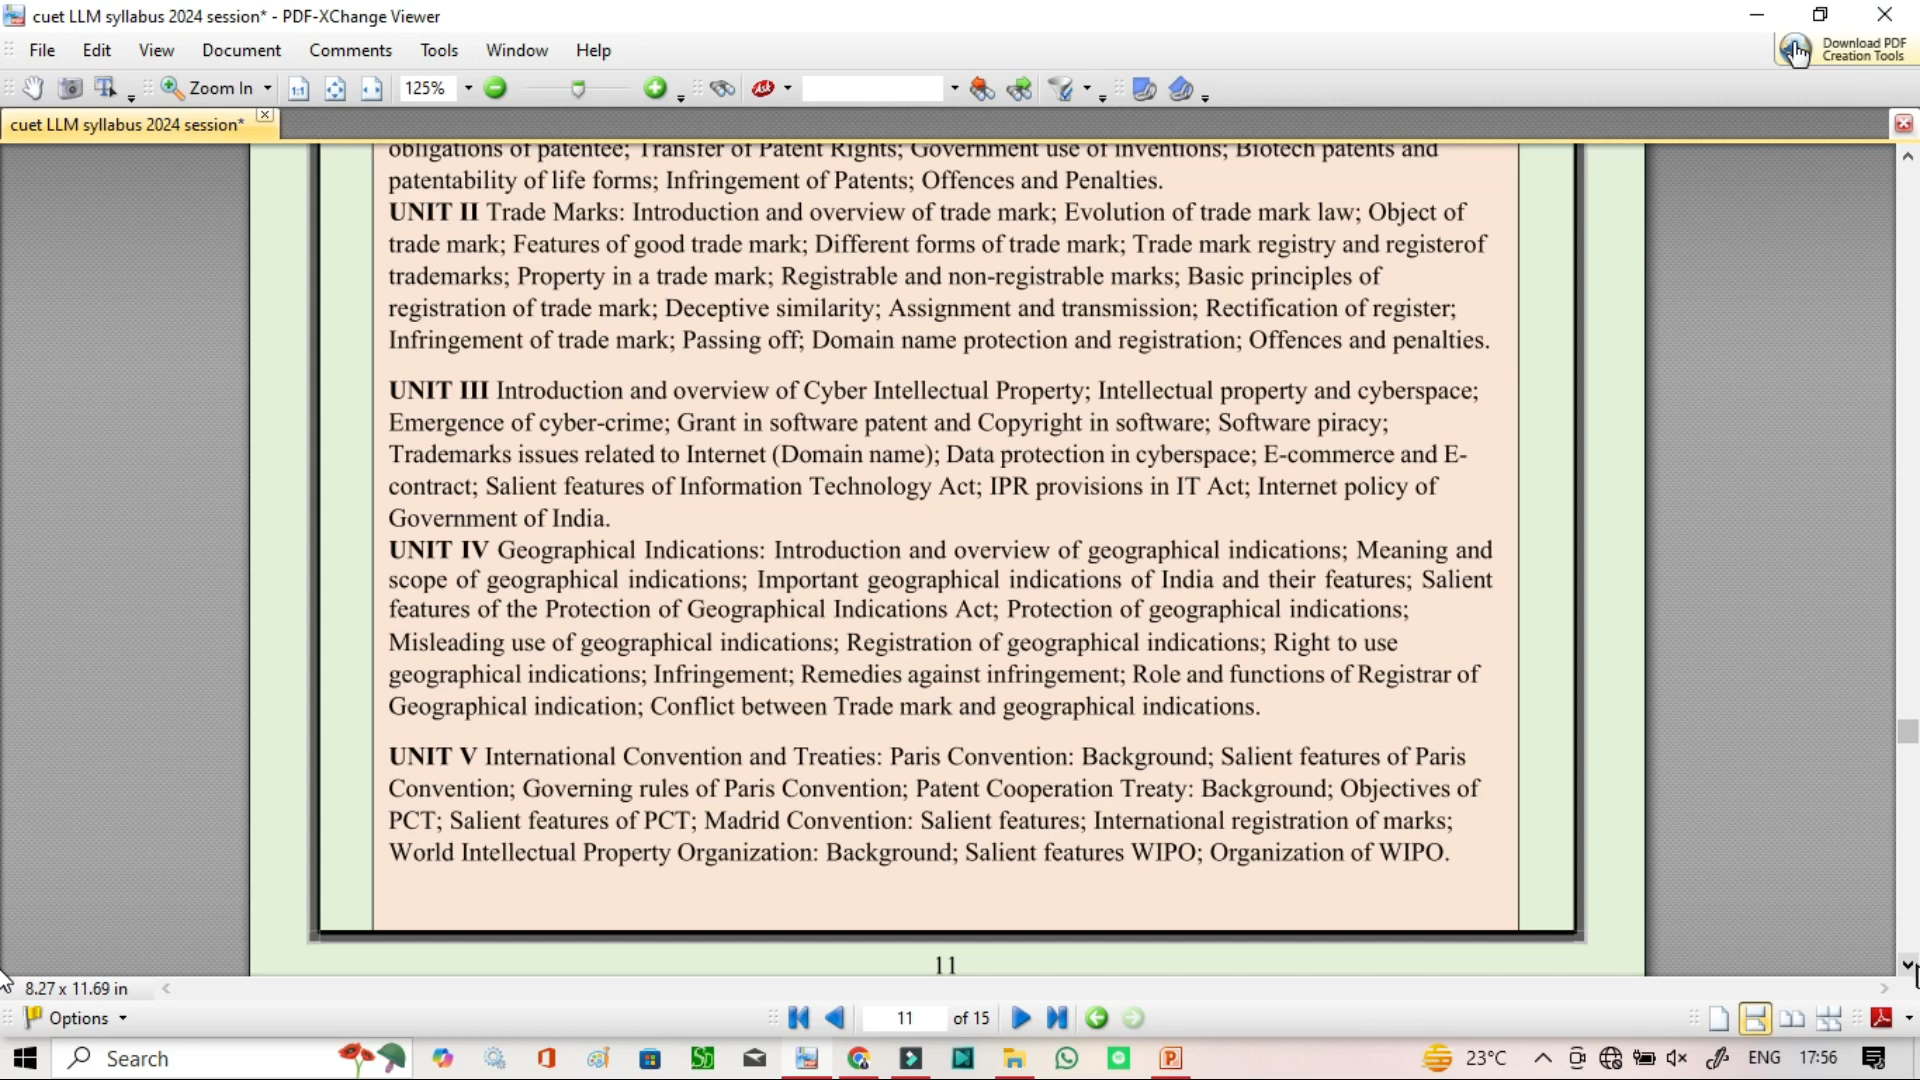 cuet LLM syllabus 2024 session* - PDF-XChange Viewer
File Edit View Document Comments Tools Window Help
Download PDF
Creation Tools
Zoom In 125%
cuet LLM syllabus 2024 session*
obligations of patentee; Transfer of Patent Rights; Government use of inventions; Biotech patents and
patentability of life forms; Infringement of Patents; Offences and Penalties.
UNIT II Trade Marks: Introduction and overview of trade mark; Evolution of trade mark law; Object of
trade mark; Features of good trade mark; Different forms of trade mark; Trade mark registry and registerof
trademarks; Property in a trade mark; Registrable and non-registrable marks; Basic principles of
registration of trade mark; Deceptive similarity; Assignment and transmission; Rectification of register;
Infringement of trade mark; Passing off; Domain name protection and registration; Offences and penalties.
UNIT III Introduction and overview of Cyber Intellectual Property; Intellectual property and cyberspace;
Emergence of cyber-crime; Grant in software patent and Copyright in software; Software piracy;
Trademarks issues related to Internet (Domain name); Data protection in cyberspace; E-commerce and E-
contract; Salient features of Information Technology Act; IPR provisions in IT Act; Internet policy of
Government of India.
UNIT IV Geographical Indications: Introduction and overview of geographical indications; Meaning and
scope of geographical indications; Important geographical indications of India and their features; Salient
features of the Protection of Geographical Indications Act; Protection of geographical indications;
Misleading use of geographical indications; Registration of geographical indications; Right to use
geographical indications; Infringement; Remedies against infringement; Role and functions of Registrar of
Geographical indication; Conflict between Trade mark and geographical indications.
UNIT V International Convention and Treaties: Paris Convention: Background; Salient features of Paris
Convention; Governing rules of Paris Convention; Patent Cooperation Treaty: Background; Objectives of
PCT; Salient features of PCT; Madrid Convention: Salient features; International registration of marks;
World Intellectual Property Organization: Background; Salient features WIPO; Organization of WIPO.
11
8.27 x 11.69 in
Options 11 of 15
Search 23°C ENG 17:56